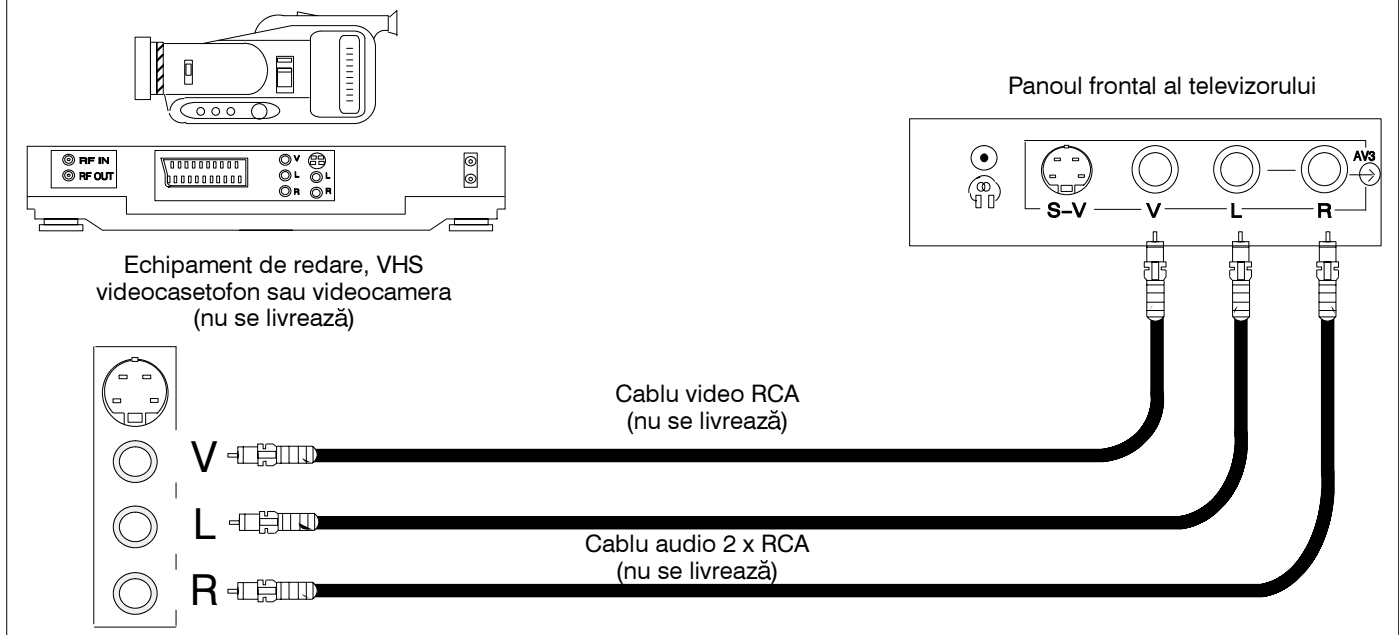 Panoul frontal al televizorului
RF IN
RF OUT
V
L
R
L
R
AV3
S-V
V
L
R
Echipament de redare, VHS
videocasetofon sau videocamera
(nu se livrează)
Cablu video RCA
(nu se livrează)
V
L
Cablu audio 2 x RCA
(nu se livrează)
R